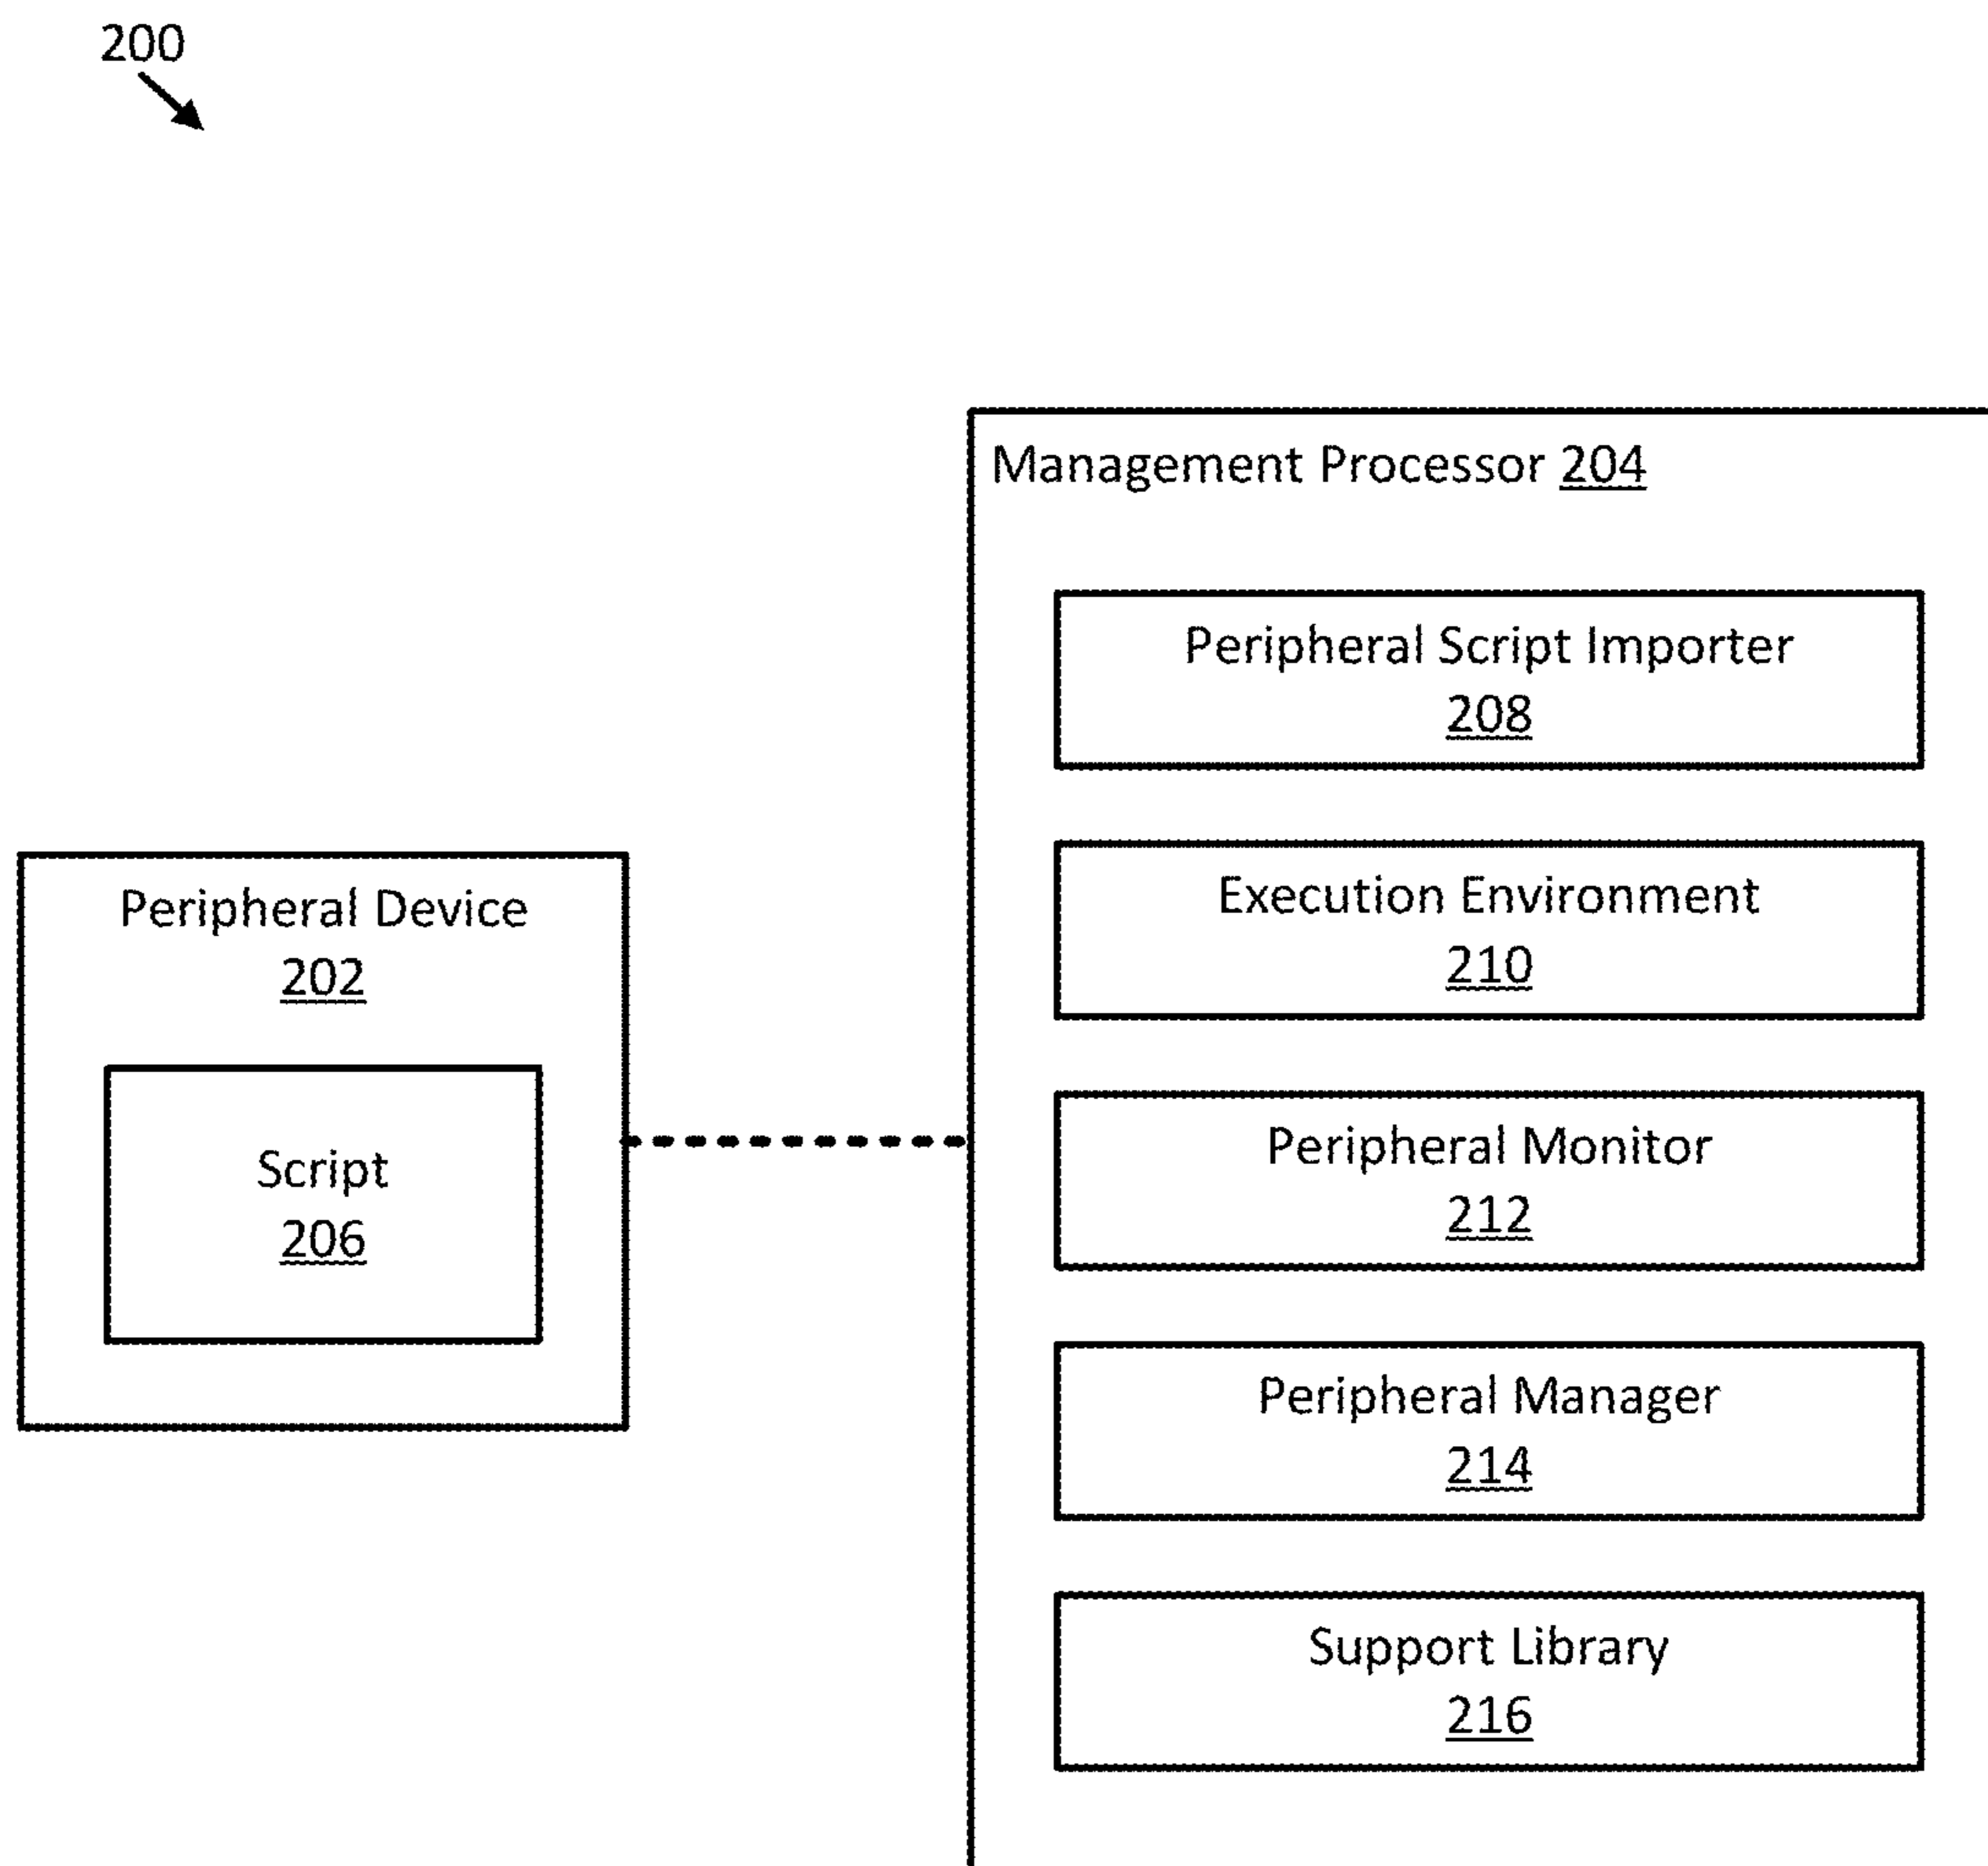 200
Management Processor 204
Peripheral Script Importer
208
Execution Environment
210
Peripheral Device
202
Script
206
Peripheral Monitor
212
Peripheral Manager
214
Support Library
216